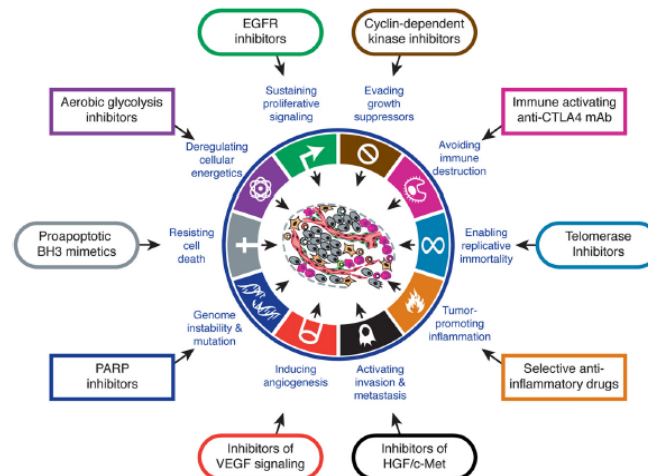 EGFR
inhibitors
Cyclin-dependent
kinase inhibitors
Sustaining
proliferative
signaling
Evading
growth
suppressors
Aerobic glycolysis
inhibitors
Immune activating
anti-CTLA4 mAb
Deregulating
cellular
energetics
Avoiding
immune
destruction
Proapoptotic
BH3 mimetics
Resisting
cell
death
Enabling
replicative
immortality
Telomerase
Inhibitors
Genome
instability &
mutation
Tumor-
promoting
inflammation
PARP
inhibitors
Inducing
angiogenesis
Activating
invasion &
metastasis
Selective anti-
inflammatory drugs
Inhibitors of
VEGF signaling
Inhibitors of
HGF/c-Met